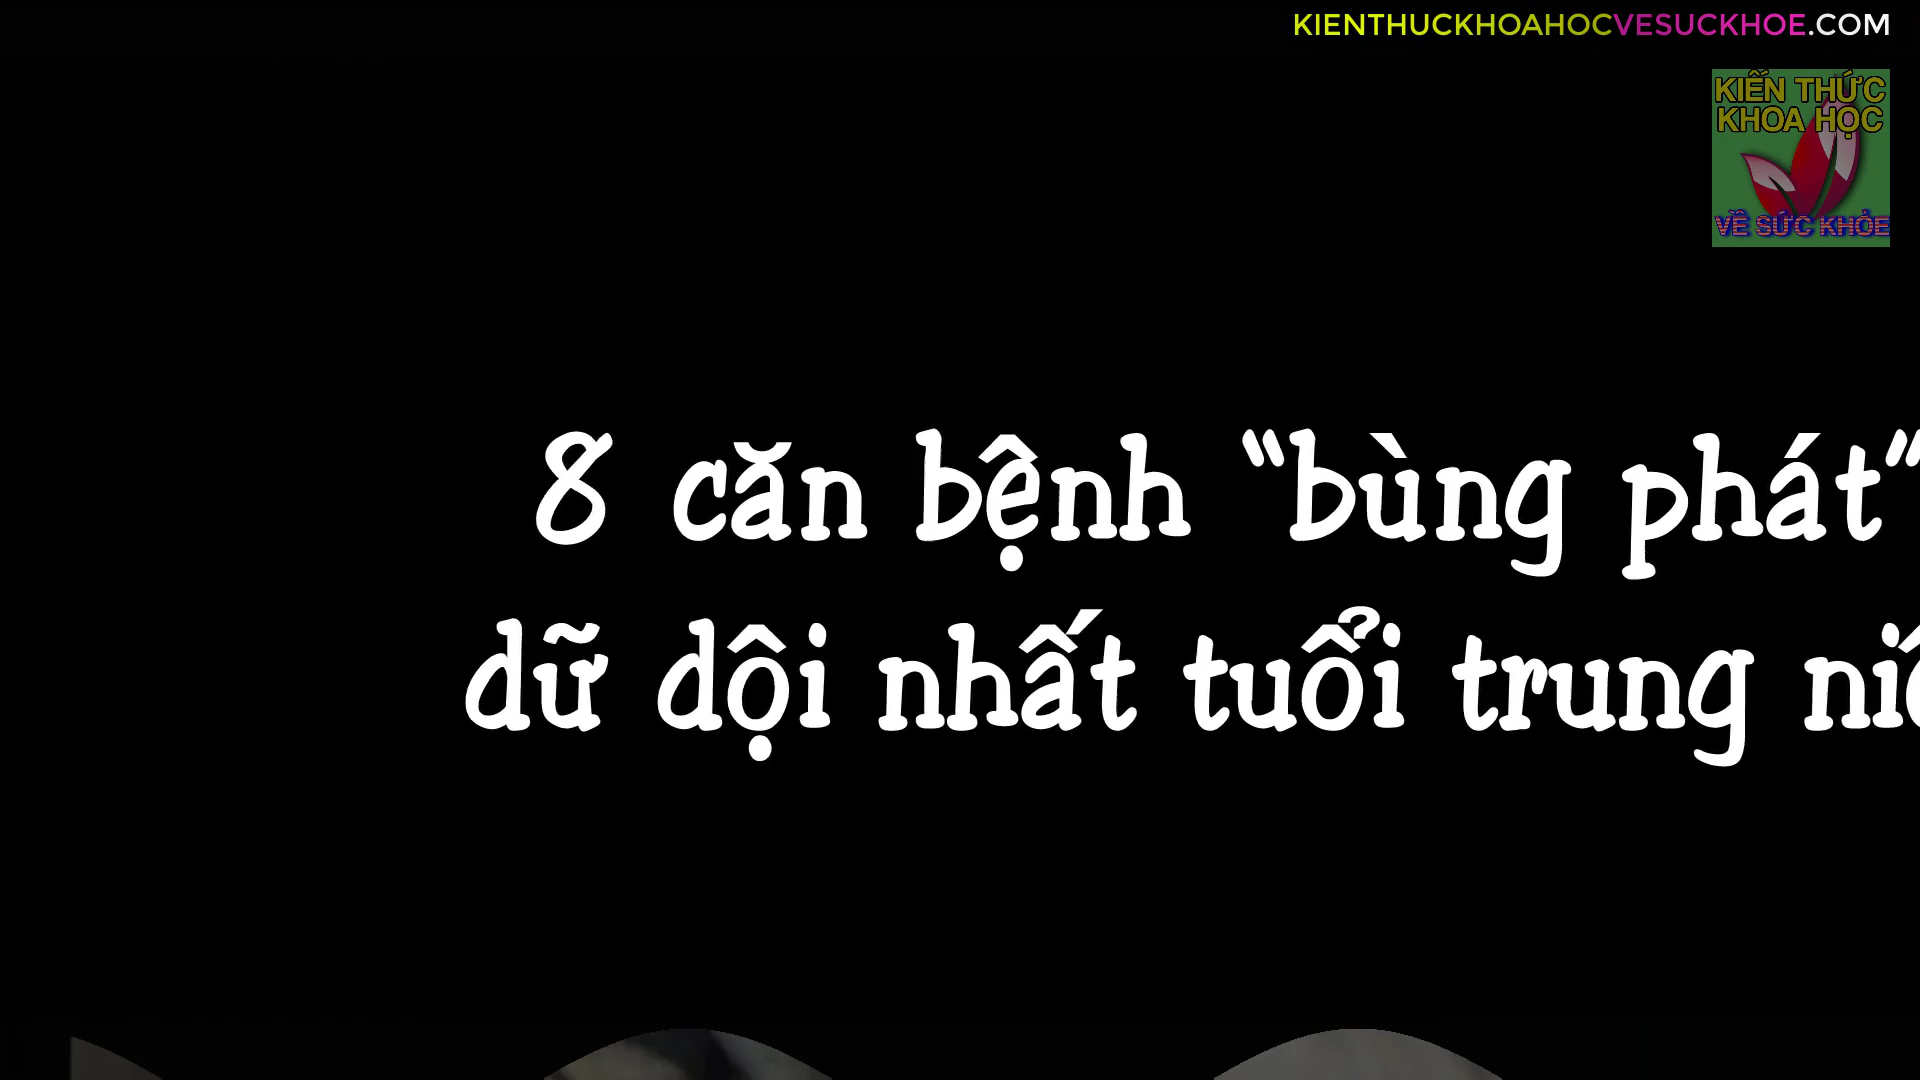 KIENTHUCKHOAHOCVESUCKHOE.COM
KIẾN THỨC
KHOA HỌC
VỀ SỨC KHỎE
8 căn bệnh “bùng phát”
dữ dội nhất tuổi trung